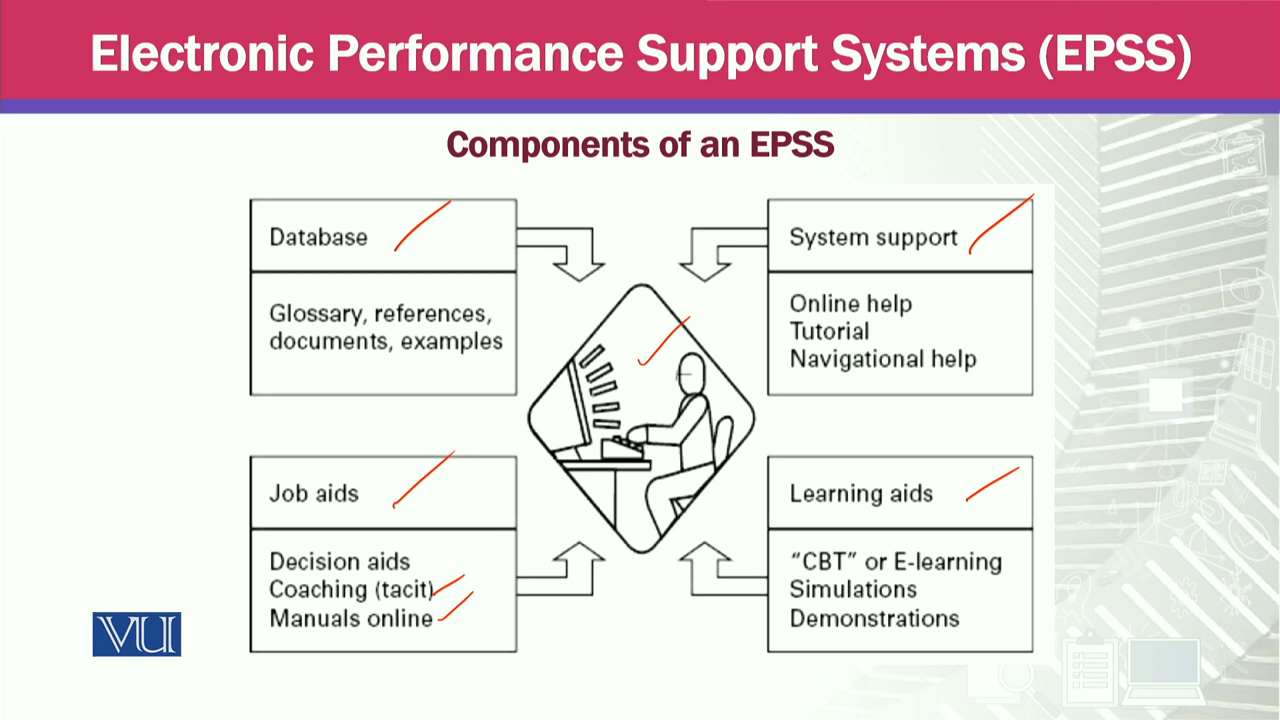 Electronic Performance Support Systems (EPSS)
Components of an EPSS
Database
Glossary, references,
documents, examples
System support
Online help
Tutorial
Navigational help
Job aids
Decision aids
Coaching (tacit)
Manuals online
Learning aids
“CBT” or E-learning
Simulations
Demonstrations
VU